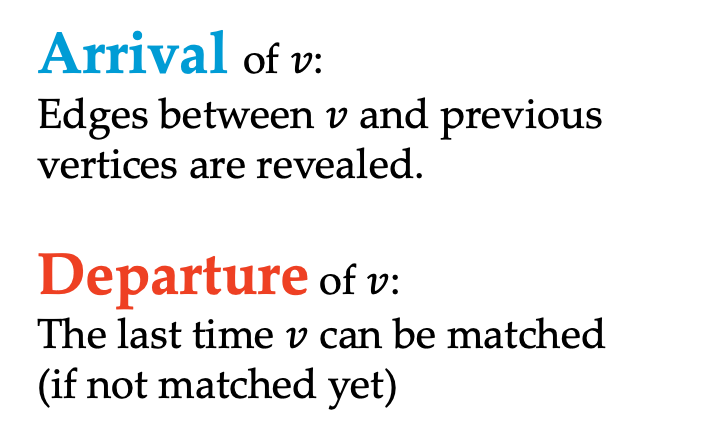 Arrival of v:
Edges between v and previous
vertices are revealed.
Departure of v:
The last time v can be matched
(if not matched yet)